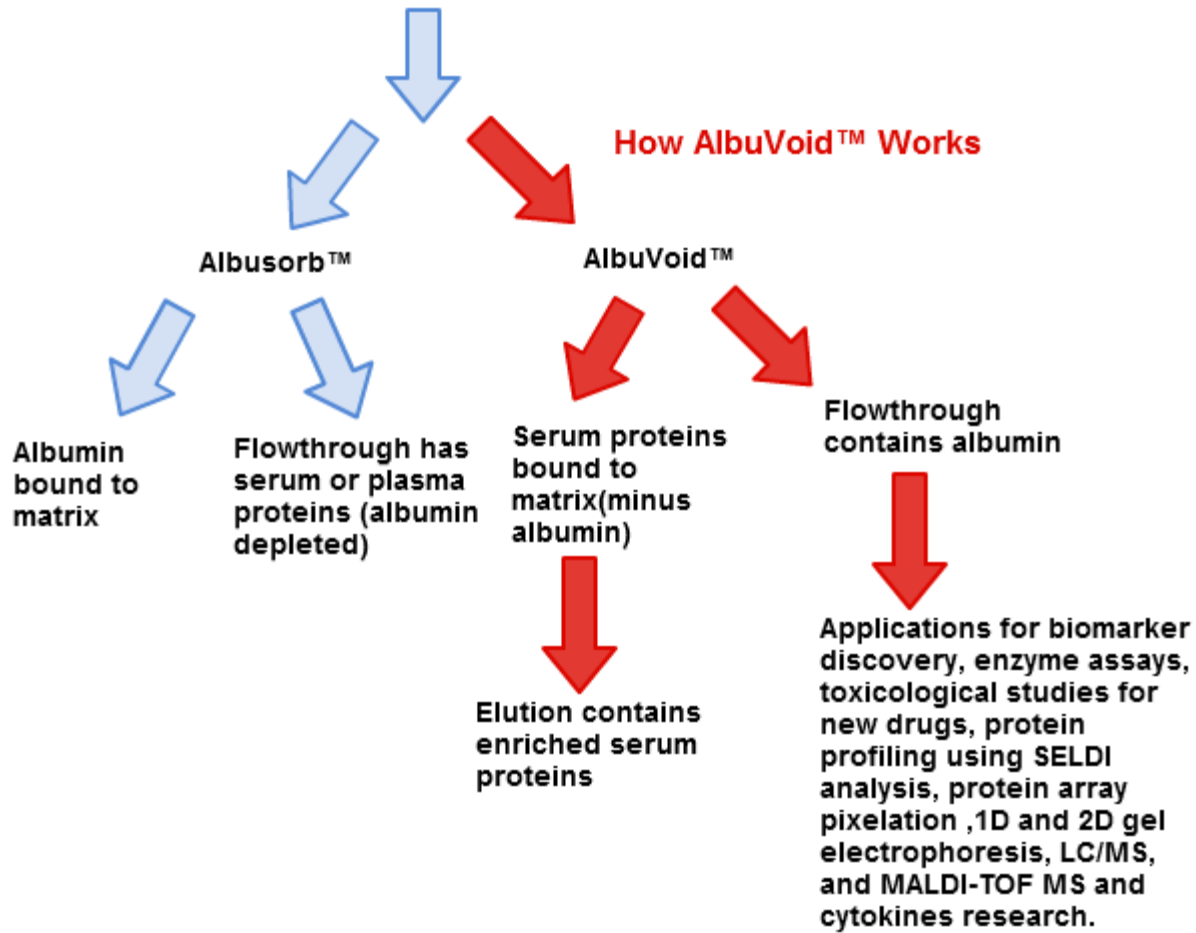 How AlbuVoid™ Works
Albusorb™
AlbuVoid™
Albumin
bound to
matrix
Flowthrough has
serum or plasma
proteins (albumin
depleted)
Serum proteins
bound to
matrix(minus
albumin)
Flowthrough
contains albumin
Elution contains
enriched serum
proteins
Applications for biomarker
discovery, enzyme assays,
toxicological studies for
new drugs, protein
profiling using SELDI
analysis, protein array
pixelation ,1D and 2D gel
electrophoresis, LC/MS,
and MALDI-TOF MS and
cytokines research.